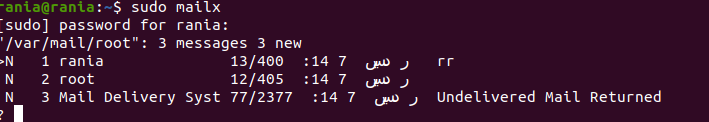 rania@rania:~$ sudo mailx
[sudo] password for rania:
"/var/mail/root": 3 messages 3 new
>N 1 rania 13/400 :14 7 ر rr
N 2 root 12/405 :14 7 ر
N 3 Mail Delivery Syst 77/2377 :14 7 ر Undelivered Mail Returned
?